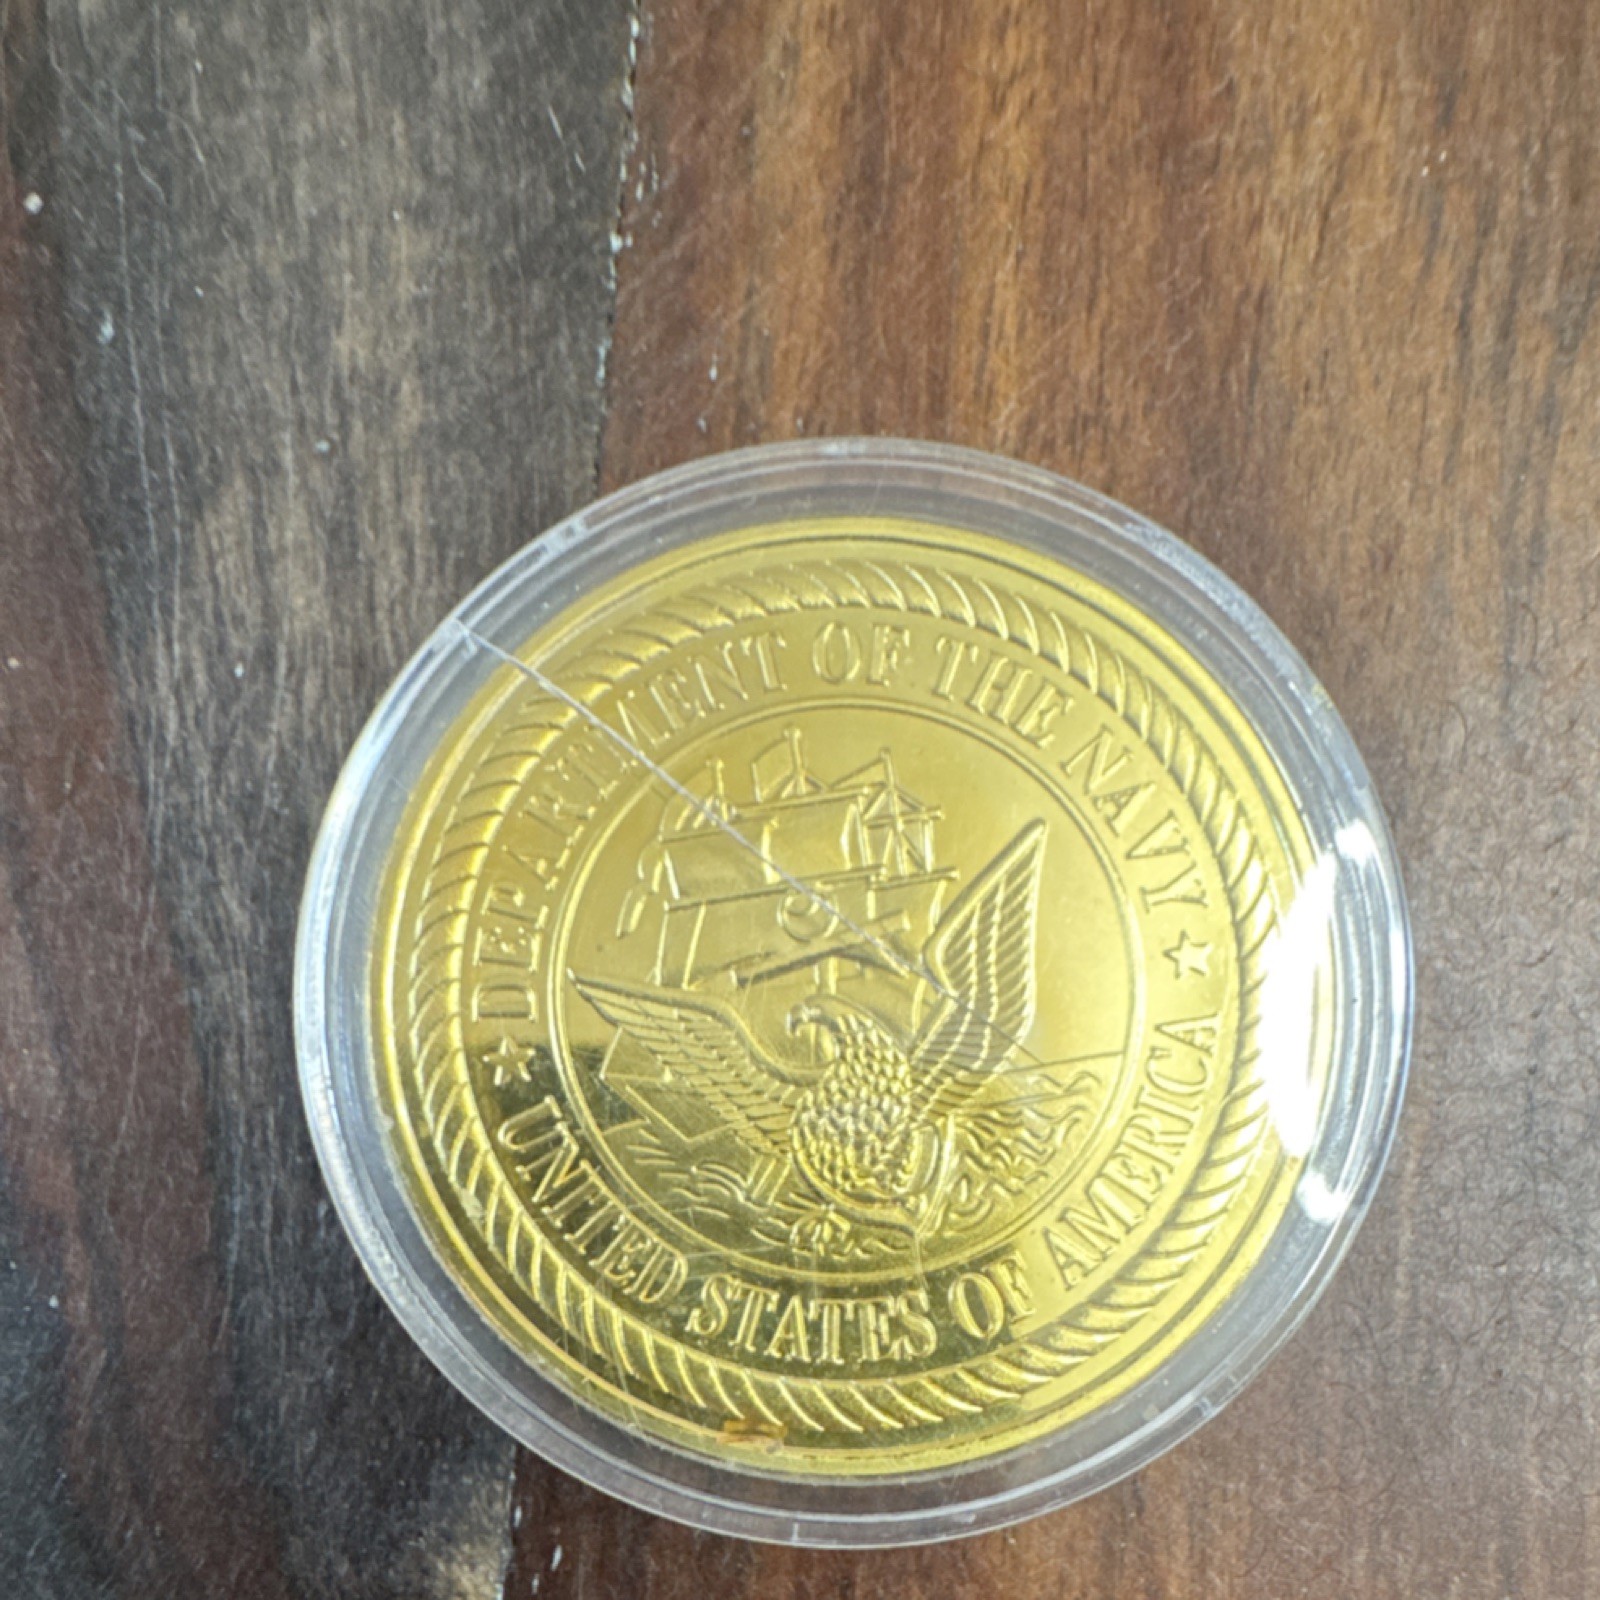 DEPARTMENT OF THE NAVY
UNITED STATES OF AMERICA